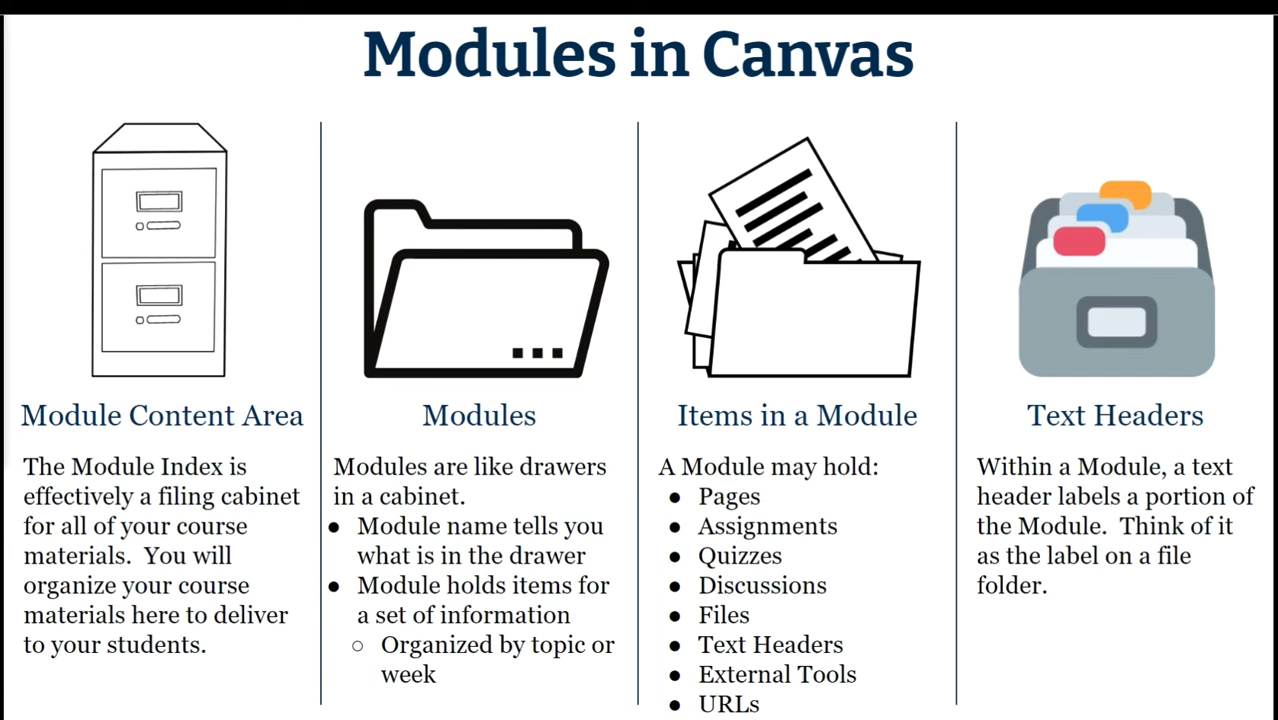 Modules in Canvas
Module Content Area
The Module Index is
effectively a filing cabinet
for all of your course
materials.  You will
organize your course
materials here to deliver
to your students.
Modules
Modules are like drawers
in a cabinet.
● Module name tells you
what is in the drawer
● Module holds items for
a set of information
○ Organized by topic or
week
Items in a Module
A Module may hold:
● Pages
● Assignments
● Quizzes
● Discussions
● Files
● Text Headers
● External Tools
● URLs
Text Headers
Within a Module, a text
header labels a portion of
the Module.  Think of it
as the label on a file
folder.